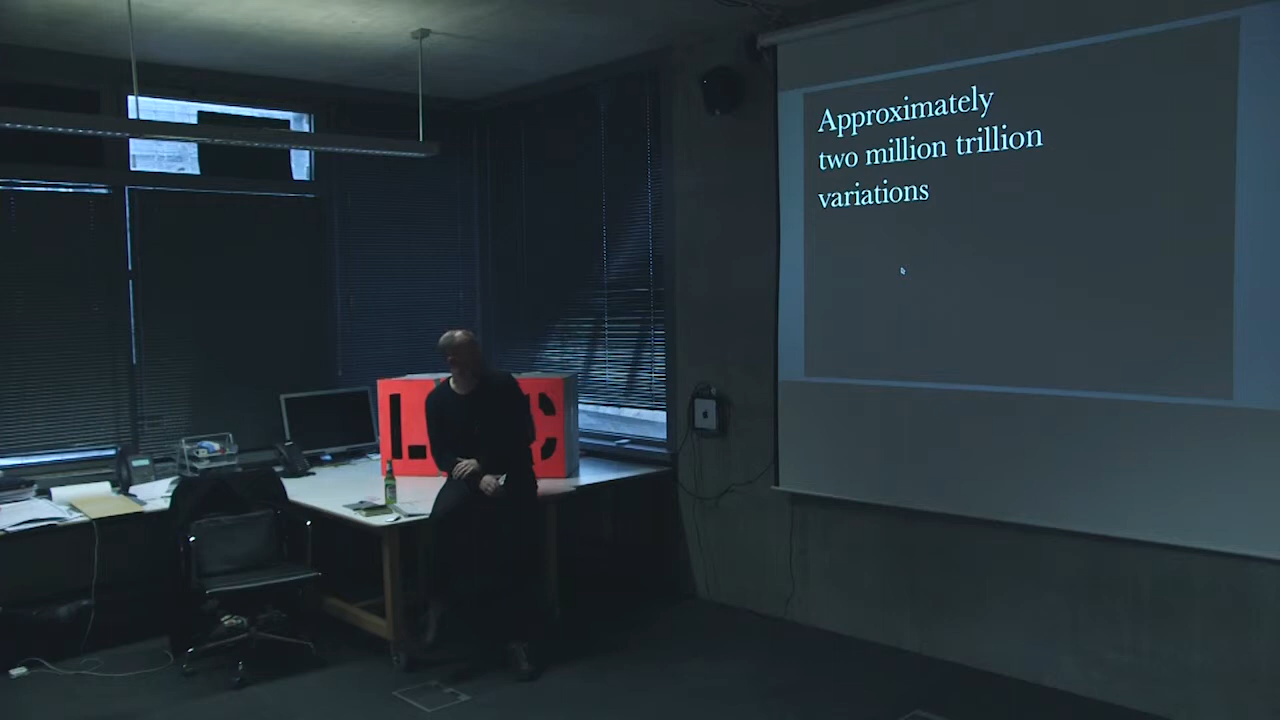 Approximately
two million trillion
variations